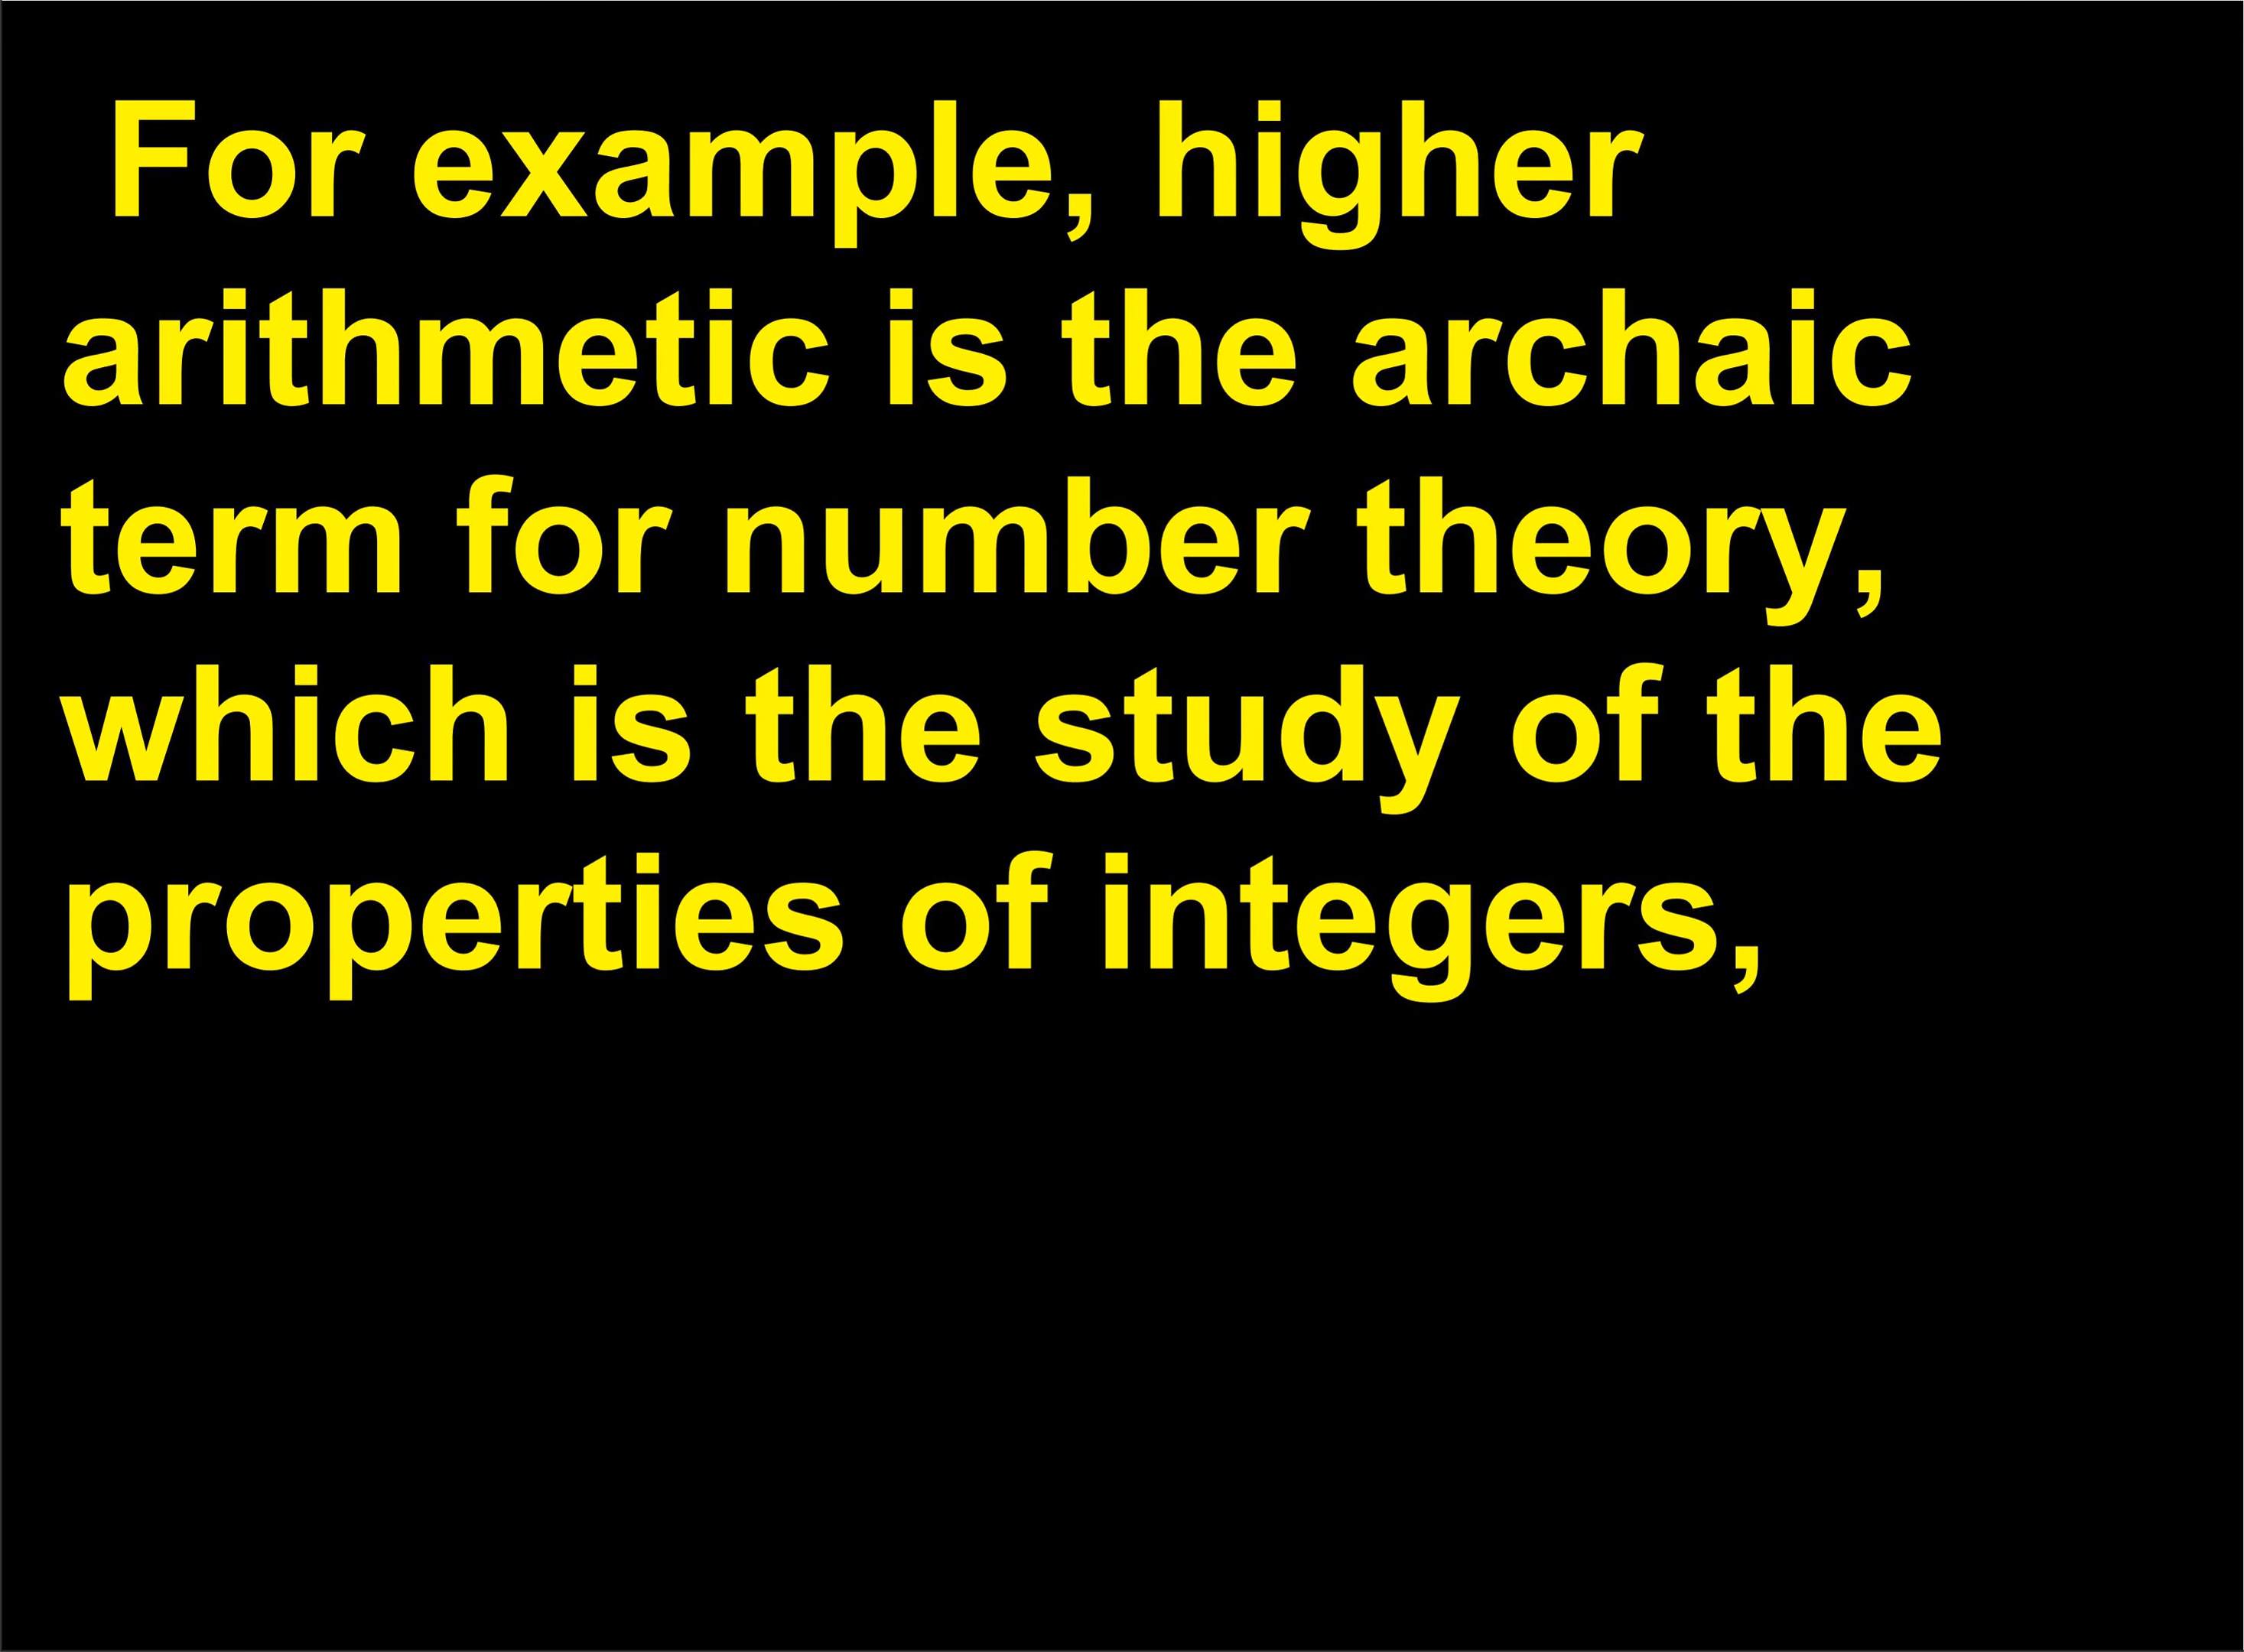 For example, higher
arithmetic is the archaic
term for number theory,
which is the study of the
properties of integers,